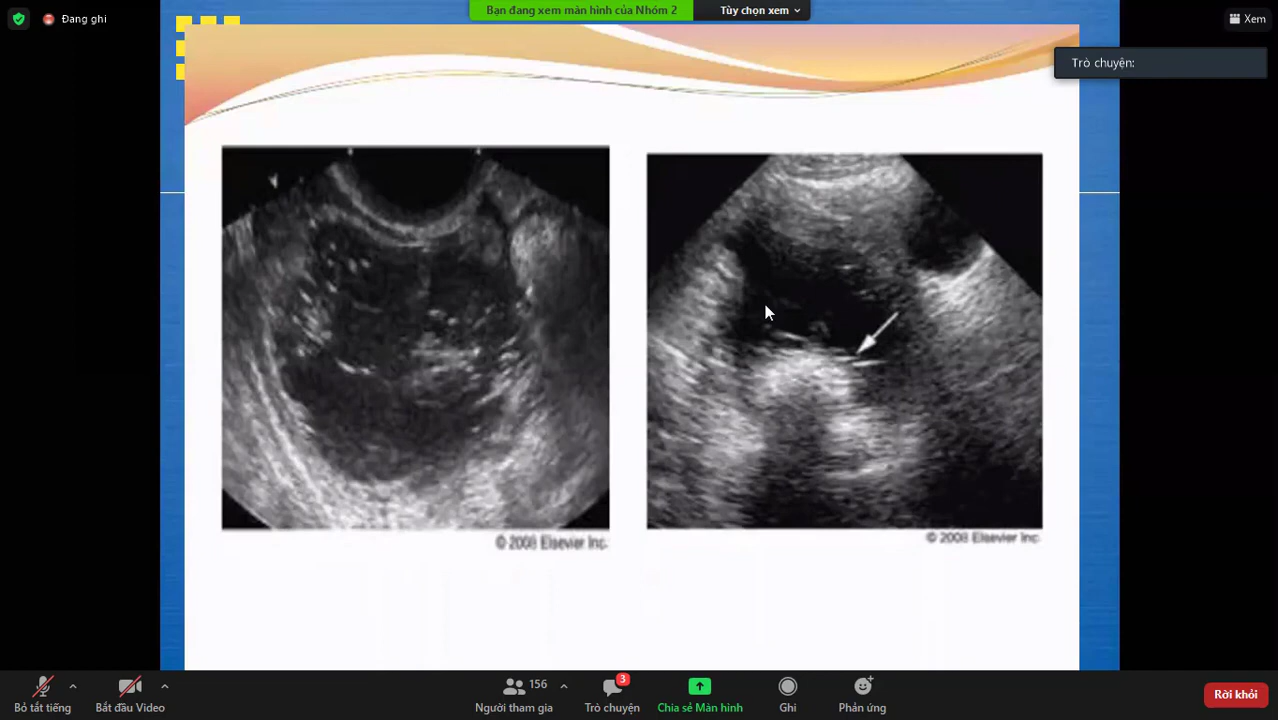 Đang ghi
Bạn đang xem màn hình của Nhóm 2
Tùy chọn xem
Xem
Trò chuyện:
© 2008 Elsevier Inc.
© 2008 Elsevier Inc.
Bỏ tắt tiếng
Bắt đầu Video
156
Người tham gia
3
Trò chuyện
Chia sẻ Màn hình
Ghi
Phản ứng
Rời khỏi